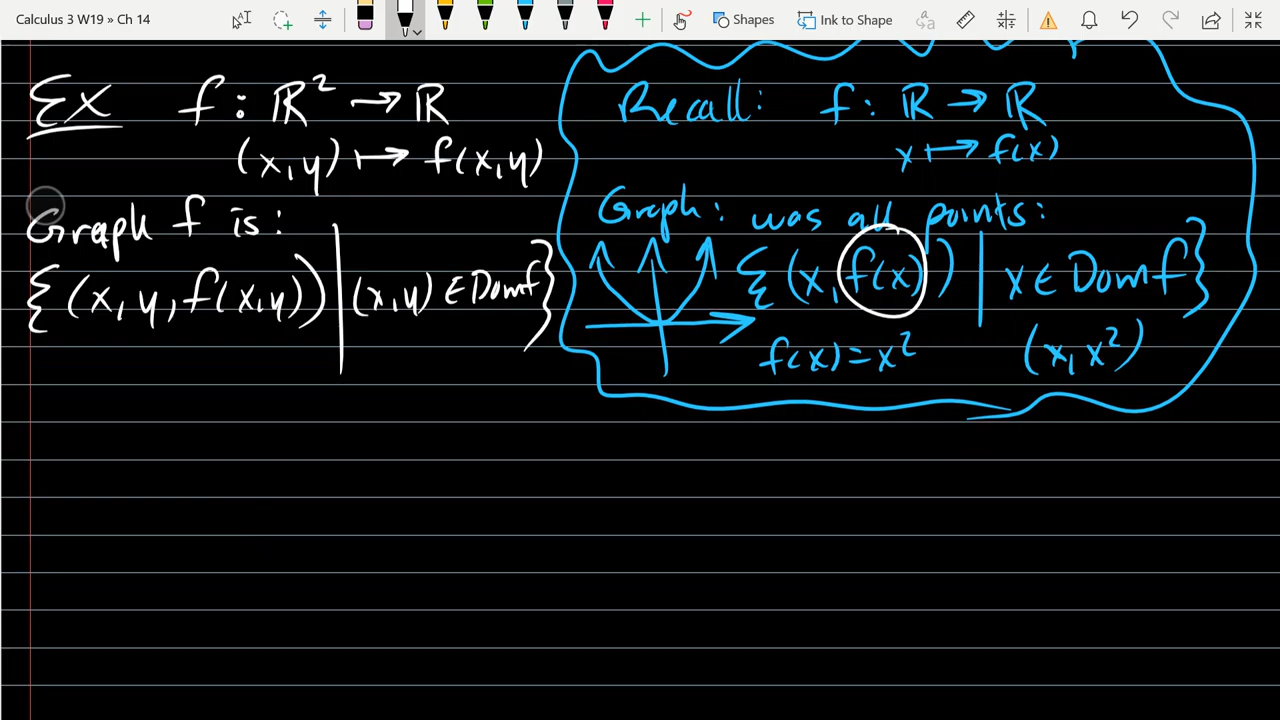 Calculus 3 W19 » Ch 14
Shapes
Ink to Shape
Ex f : ℝ² → ℝ
(x,y) ↦ f(x,y)
Graph f is:
{(x, y, f(x,y)) | (x,y) ∈ Dom f}
Recall: f : ℝ → ℝ
x ↦ f(x)
Graph: was all points:
{(x, f(x)) | x ∈ Dom f}
f(x) = x² (x, x²)